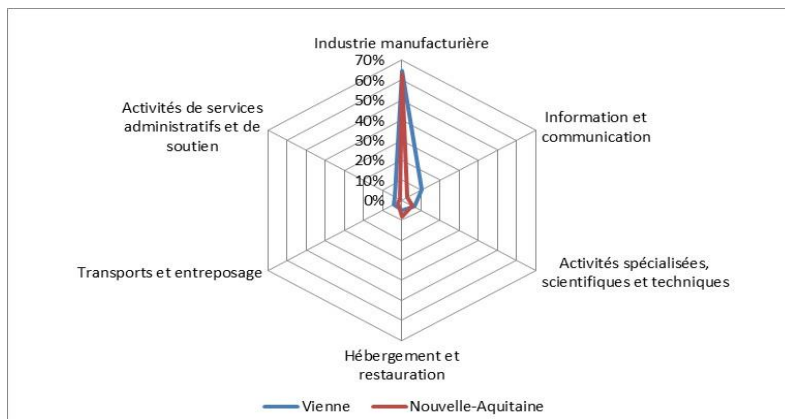 Industrie manufacturière
70%
60%
50%
40%
30%
20%
10%
0%
Activités de services
administratifs et de
soutien
Information et
communication
Transports et entreposage
Activités spécialisées,
scientifiques et techniques
Hébergement et
restauration
Vienne
Nouvelle-Aquitaine